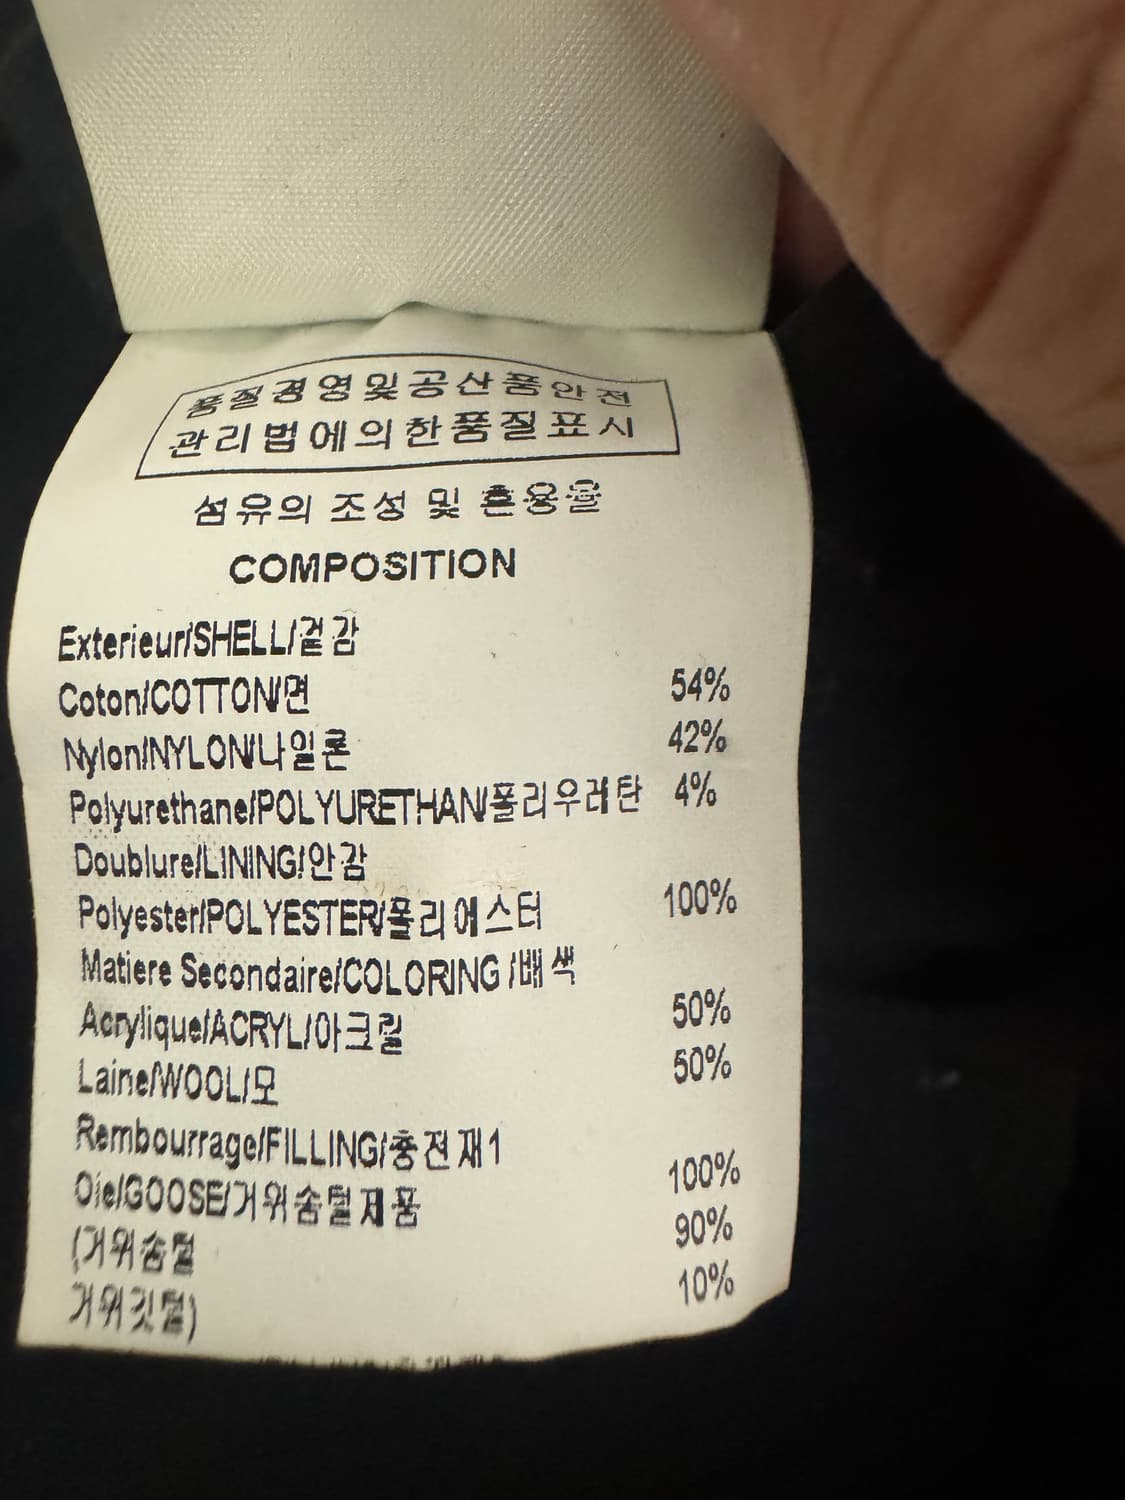 품질경영및공산품안전
관리법에의한품질표시
섬유의 조성 및 혼용율
COMPOSITION
Exterieur/SHELL/겉감
Coton/COTTON/면 54%
Nylon/NYLON/나일론 42%
Polyurethane/POLYURETHAN/폴리우레탄 4%
Doublure/LINING/안감
Polyester/POLYESTER/폴리에스터 100%
Matiere Secondaire/COLORING /배색
Acrylique/ACRYL/아크릴 50%
Laine/WOOL/모 50%
Rembourrage/FILLING/충전재1
Oie/GOOSE/거위솜털제품 100%
(거위솜털 90%
거위깃털) 10%